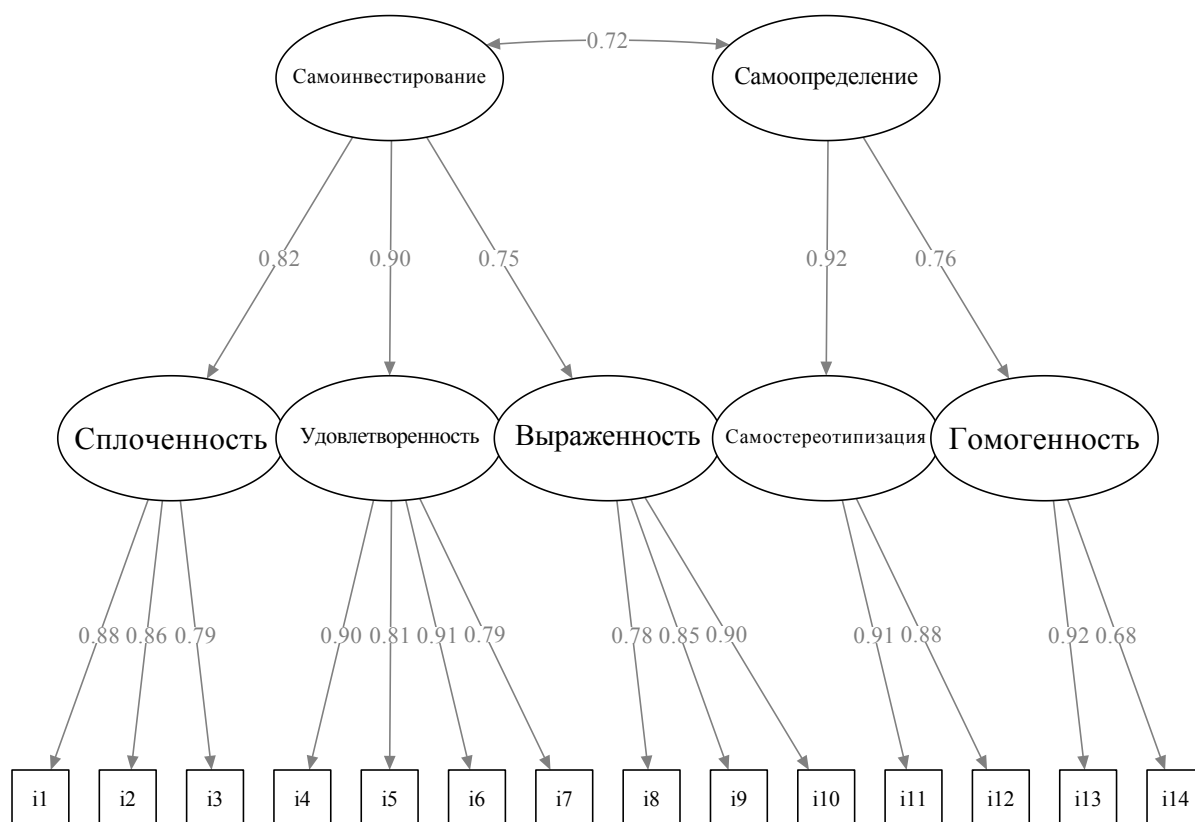 0.72
Самоинвестирование
Самоопределение
0.82
0.90
0.75
0.92
0.76
Сплоченность
Удовлетворенность
Выраженность
Самостереотипизация
Гомогенность
0.88
0.86
0.79
0.90
0.81
0.91
0.79
0.78
0.85
0.90
0.91
0.88
0.92
0.68
i1
i2
i3
i4
i5
i6
i7
i8
i9
i10
i11
i12
i13
i14